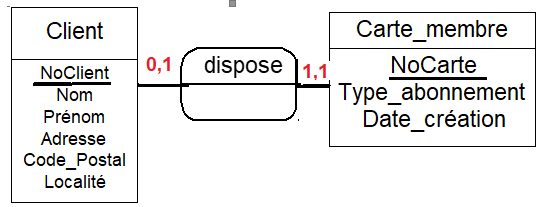 Client
NoClient
Nom
Prénom
Adresse
Code_Postal
Localité
0,1
dispose
1,1
Carte_membre
NoCarte
Type_abonnement
Date_création